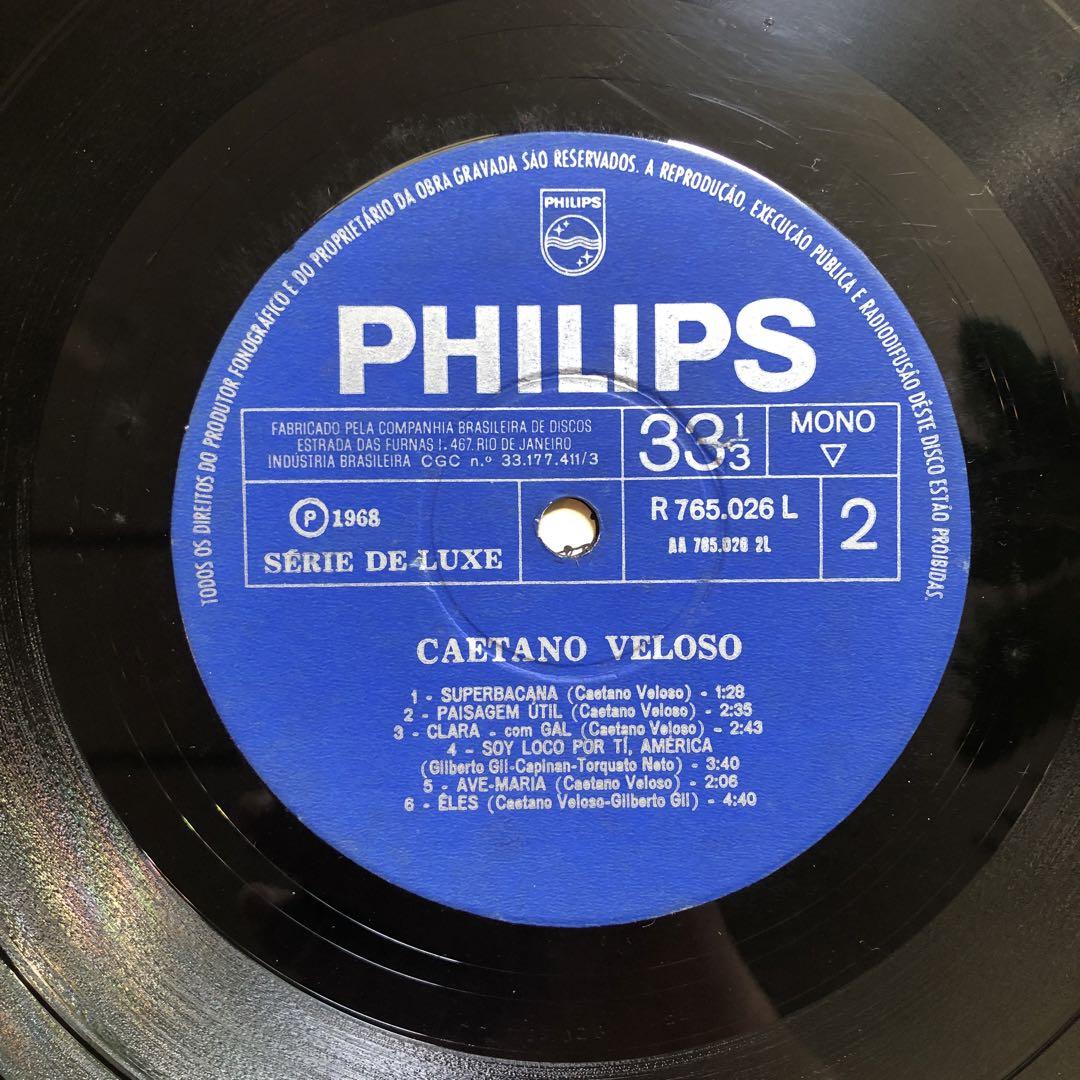 TODOS OS DIREITOS DO PRODUTOR FONOGRÁFICO E DO PROPRIETÁRIO DA OBRA GRAVADA SÃO RESERVADOS. A REPRODUÇÃO, EXECUÇÃO PÚBLICA E RADIODIFUSÃO DÊSTE DISCO ESTÃO PROIBIDAS.
PHILIPS
PHILIPS
FABRICADO PELA COMPANHIA BRASILEIRA DE DISCOS
ESTRADA DAS FURNAS 1.467. RIO DE JANEIRO
INDÚSTRIA BRASILEIRA CGC n.º 33.177.411/3
33 1/3
MONO
Ⓟ 1968
SÉRIE DE LUXE
R 765.026 L
AA 765.026 2L
2
CAETANO VELOSO
1 - SUPERBACANA (Caetano Veloso) - 1:28
2 - PAISAGEM ÚTIL (Caetano Veloso) - 2:35
3 - CLARA - com GAL (Caetano Veloso) - 2:43
4 - SOY LOCO POR TÍ, AMÉRICA
(Gilberto Gil-Capinan-Torquato Neto) - 3:40
5 - AVE-MARIA (Caetano Veloso) - 2:06
6 - ÊLES (Caetano Veloso-Gilberto Gil) - 4:40